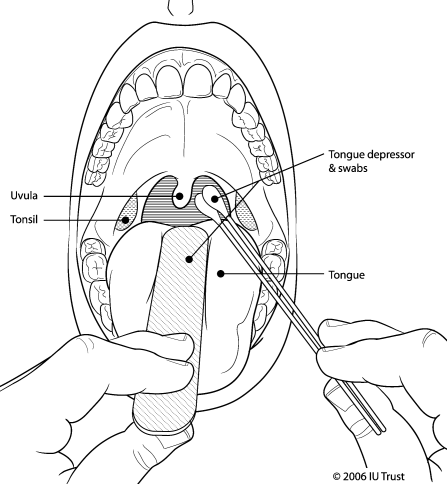 Tongue depressor
& swabs
Uvula
Tonsil
Tongue
© 2006 IU Trust